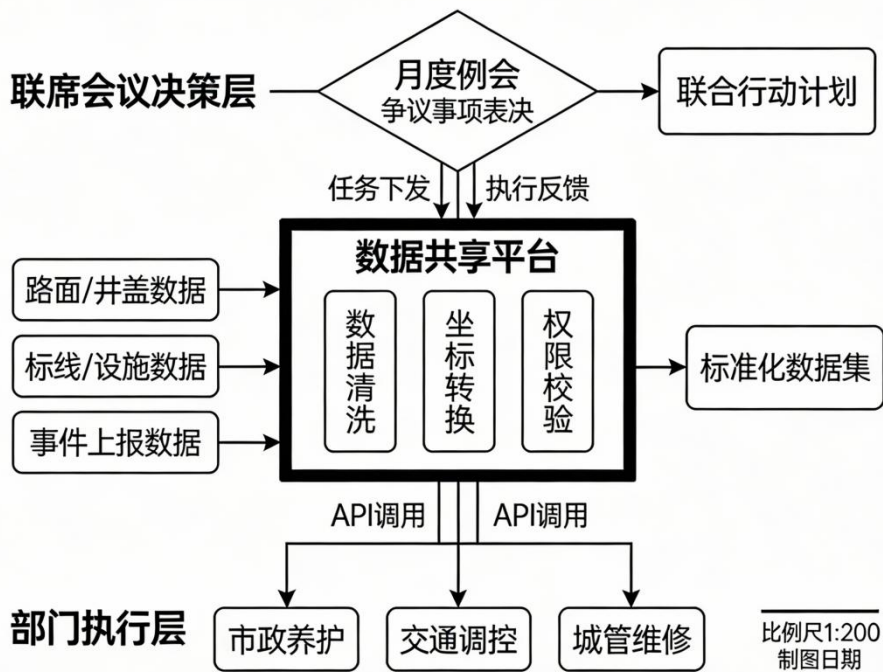 联席会议决策层
月度例会
争议事项表决
联合行动计划
任务下发
执行反馈
数据共享平台
路面/井盖数据
标线/设施数据
事件上报数据
数据清洗
坐标转换
权限校验
标准化数据集
API调用
API调用
部门执行层
市政养护
交通调控
城管维修
比例尺1:200
制图日期